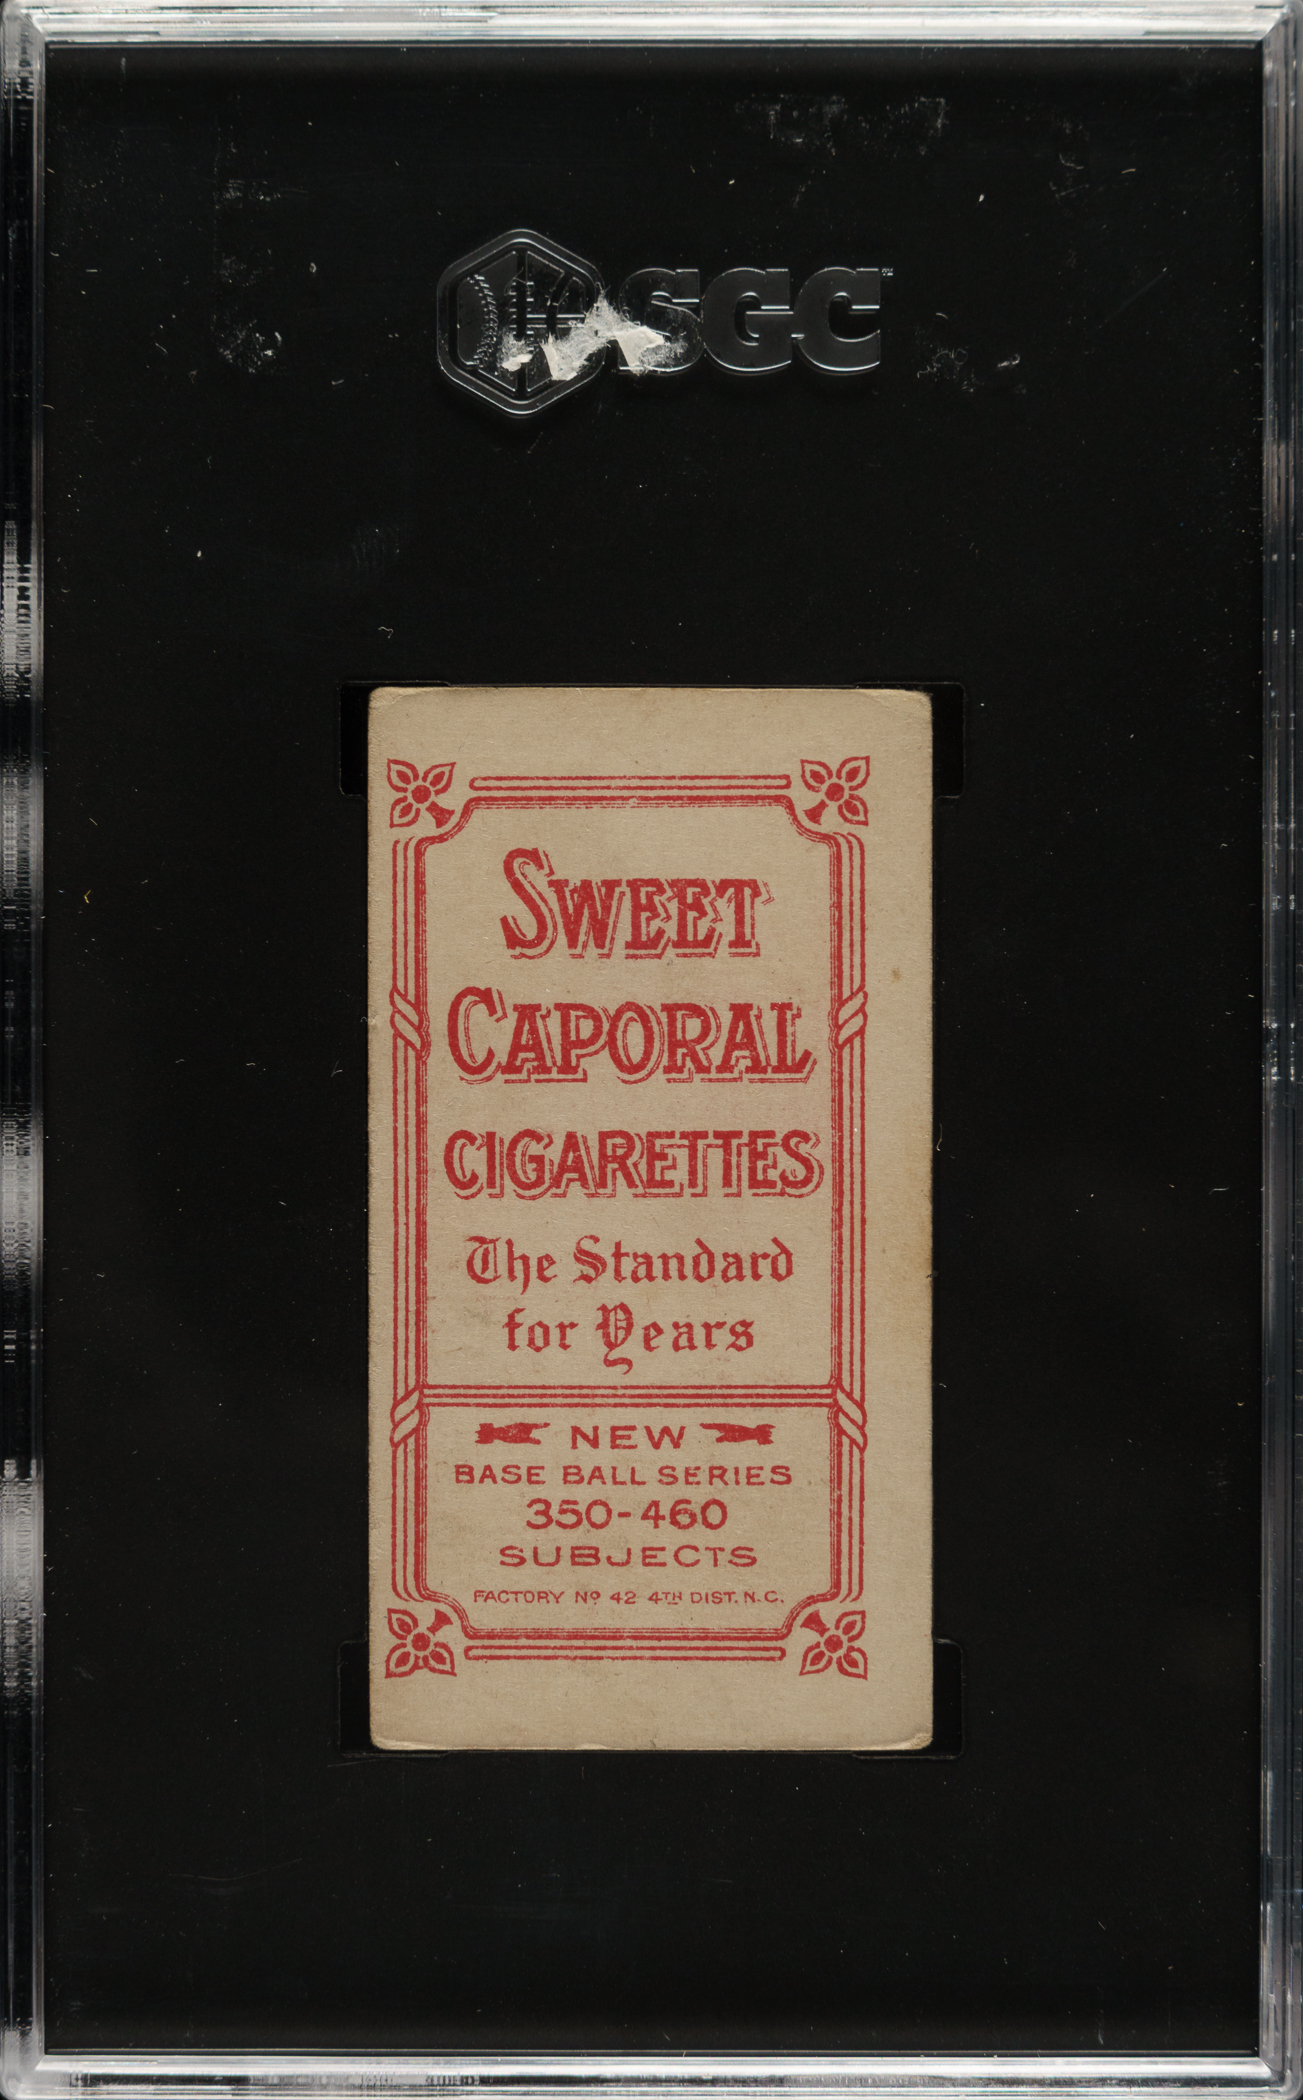 SGC™
SWEET
CAPORAL
CIGARETTES
The Standard
for Years
NEW
BASE BALL SERIES
350-460
SUBJECTS
FACTORY Nº 42 4TH DIST. N.C.